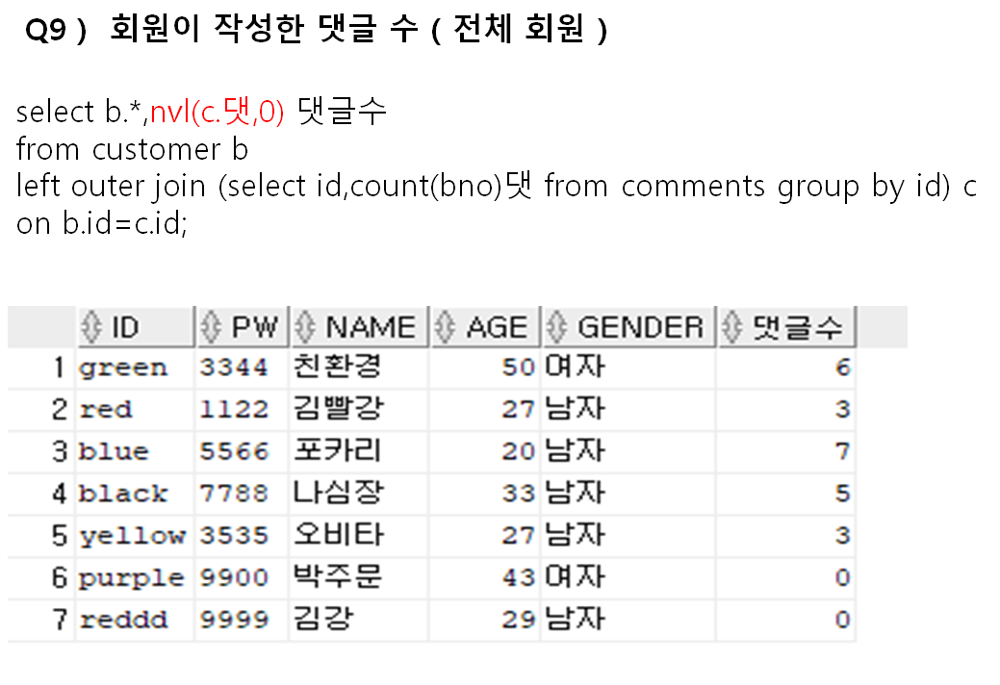 Q9 ) 회원이 작성한 댓글 수 ( 전체 회원 )
select b.*,nvl(c.댓,0) 댓글수
from customer b
left outer join (select id,count(bno)댓 from comments group by id) c
on b.id=c.id;
ID PW NAME AGE GENDER 댓글수
1 green 3344 친환경 50 여자 6
2 red 1122 김빨강 27 남자 3
3 blue 5566 포카리 20 남자 7
4 black 7788 나심장 33 남자 5
5 yellow 3535 오비타 27 남자 3
6 purple 9900 박주문 43 여자 0
7 reddd 9999 김강 29 남자 0